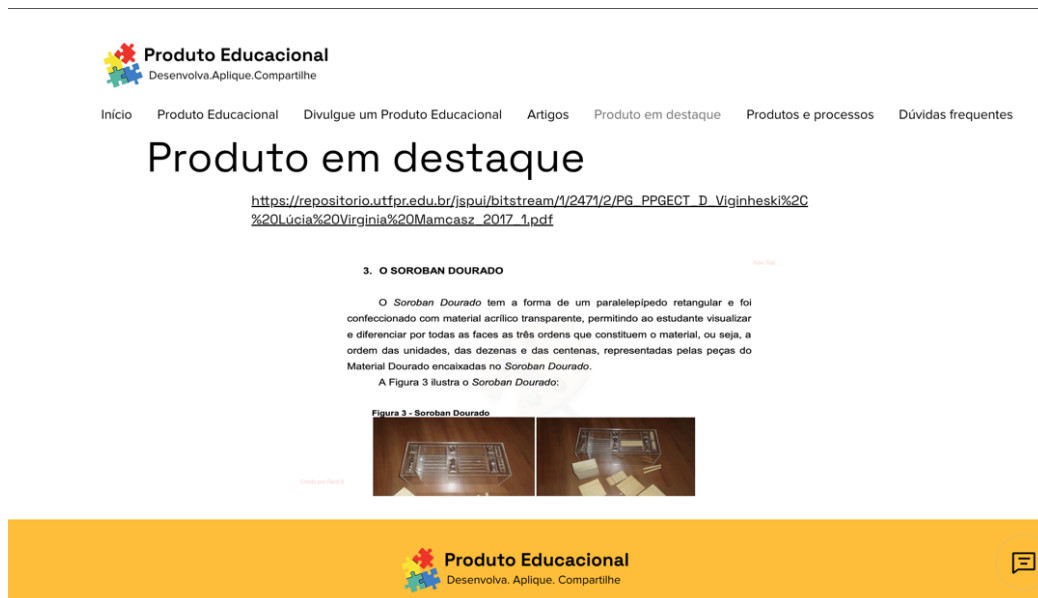 Produto Educacional
Desenvolva.Aplique.Compartilhe
Início Produto Educacional Divulgue um Produto Educacional Artigos Produto em destaque Produtos e processos Dúvidas frequentes
Produto em destaque
https://repositorio.utfpr.edu.br/jspui/bitstream/1/2471/2/PG_PPGECT_D_Viginheski%2C
%20Lúcia%20Virginia%20Mamcasz_2017_1.pdf
3. O SOROBAN DOURADO
O Soroban Dourado tem a forma de um paralelepípedo retangular e foi
confeccionado com material acrílico transparente, permitindo ao estudante visualizar
e diferenciar por todas as faces as três ordens que constituem o material, ou seja, a
ordem das unidades, das dezenas e das centenas, representadas pelas peças do
Material Dourado encaixadas no Soroban Dourado.
A Figura 3 ilustra o Soroban Dourado:
Figura 3 - Soroban Dourado
Produto Educacional
Desenvolva. Aplique. Compartilhe